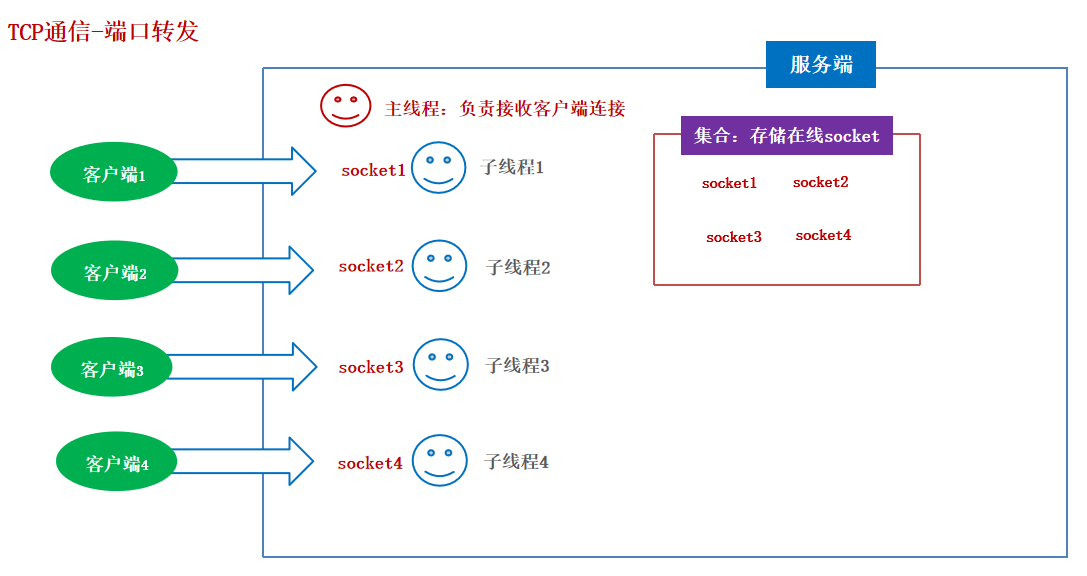 TCP通信-端口转发
服务端
主线程：负责接收客户端连接
集合：存储在线socket
客户端1
socket1
子线程1
socket1
socket2
socket3
socket4
客户端2
socket2
子线程2
客户端3
socket3
子线程3
客户端4
socket4
子线程4